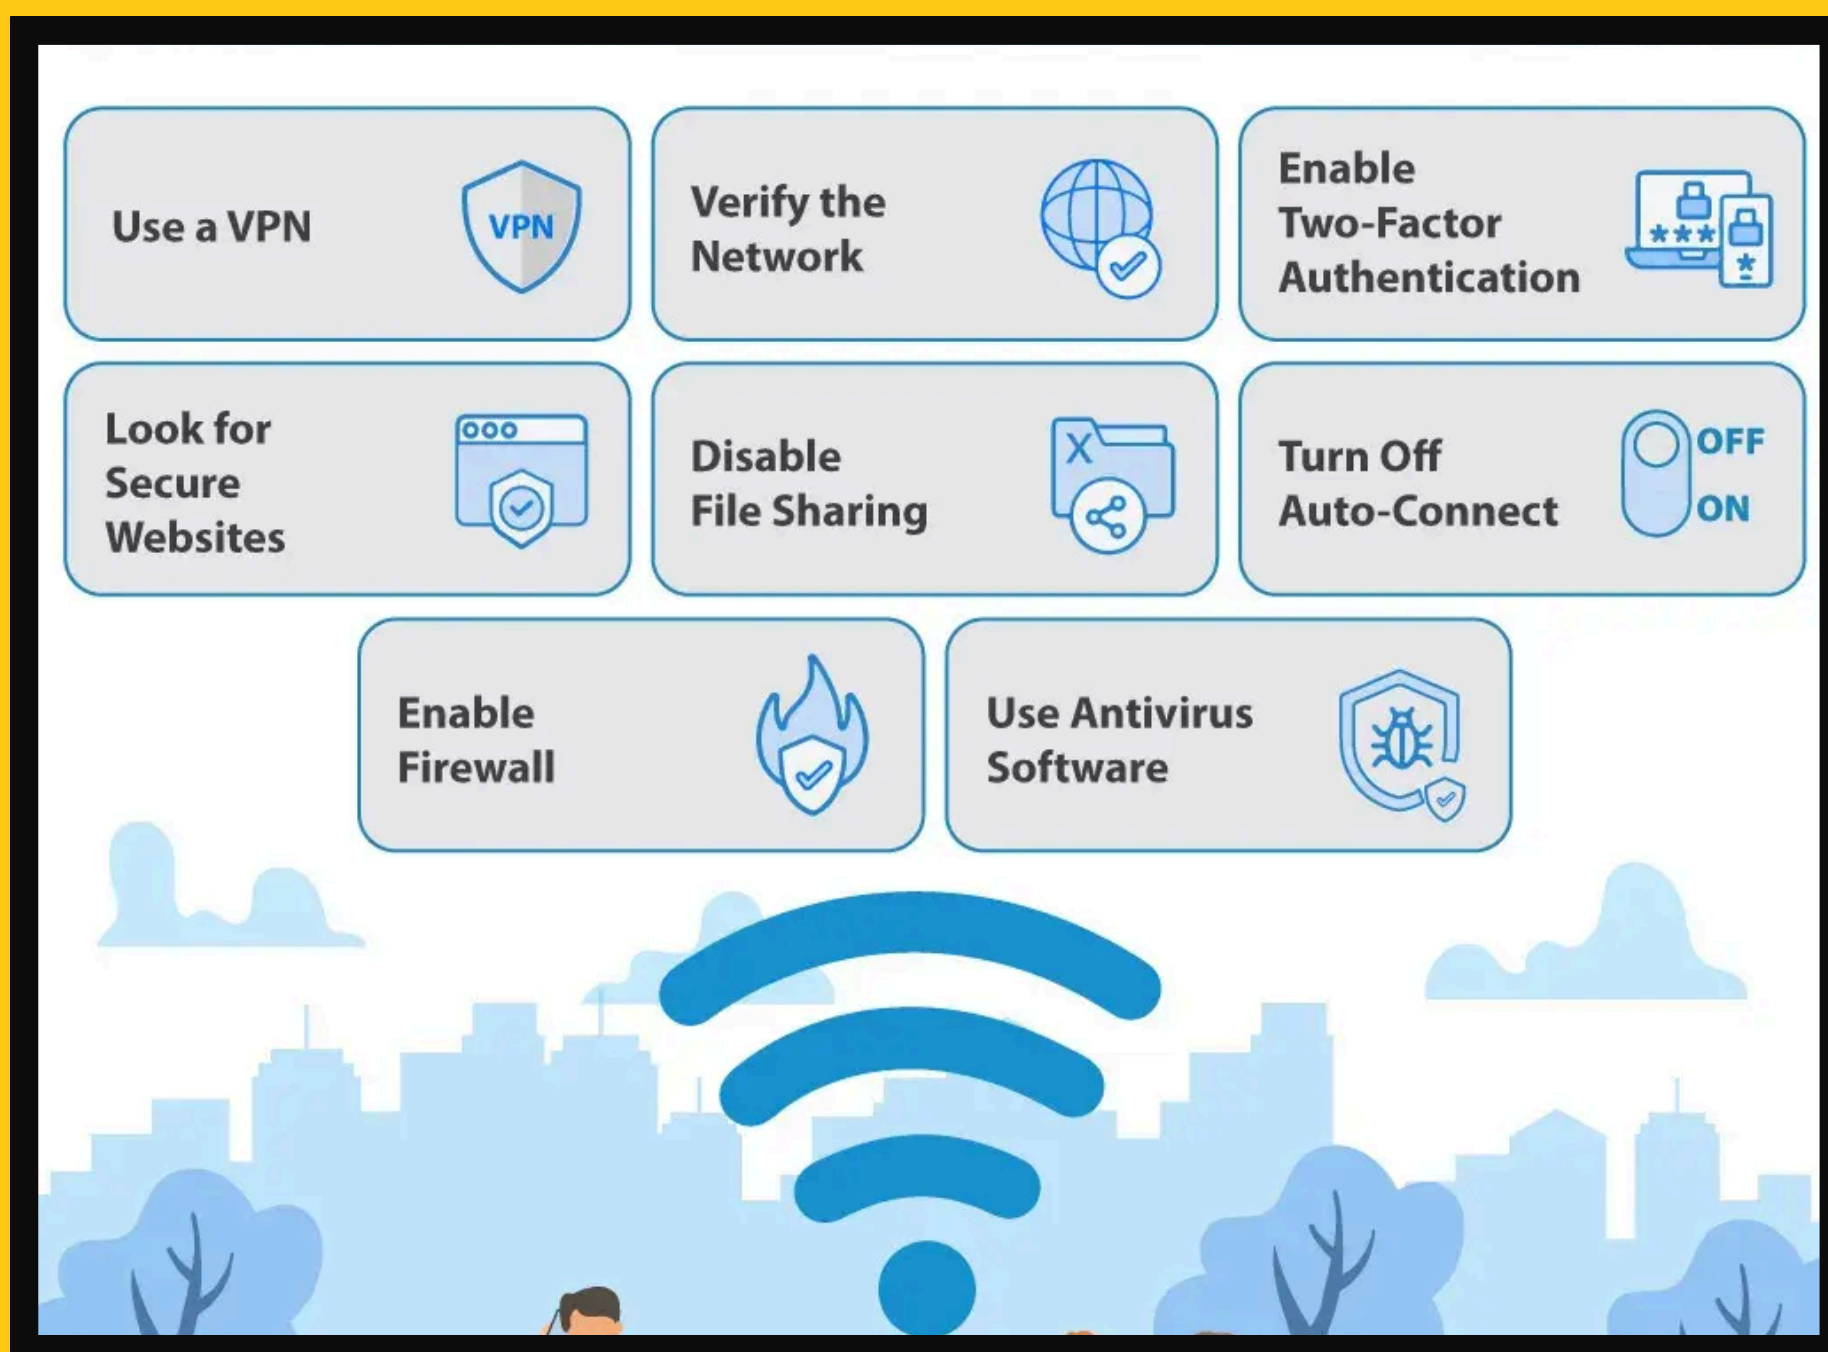 Use a VPN
VPN
Verify the
Network
Enable
Two-Factor
Authentication
***
*
Look for
Secure
Websites
Disable
File Sharing
X
Turn Off
Auto-Connect
OFF
ON
Enable
Firewall
Use Antivirus
Software